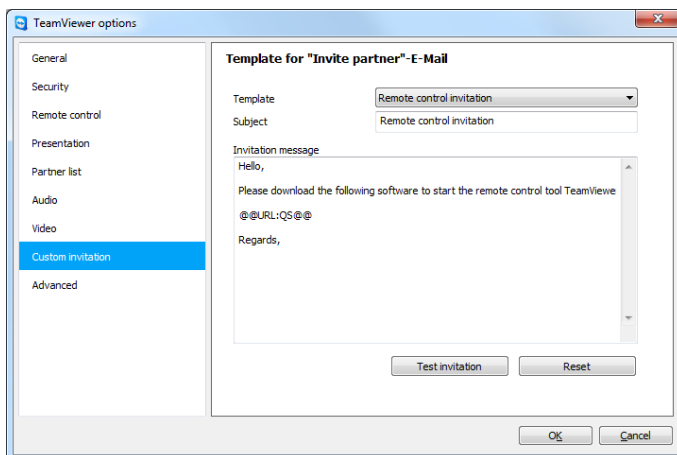 TeamViewer options
General
Security
Remote control
Presentation
Partner list
Audio
Video
Custom invitation
Advanced
Template for "Invite partner"-E-Mail
Template
Remote control invitation
Subject
Remote control invitation
Invitation message
Hello,
Please download the following software to start the remote control tool TeamViewe
@@URL:QS@@
Regards,
Test invitation
Reset
OK
Cancel